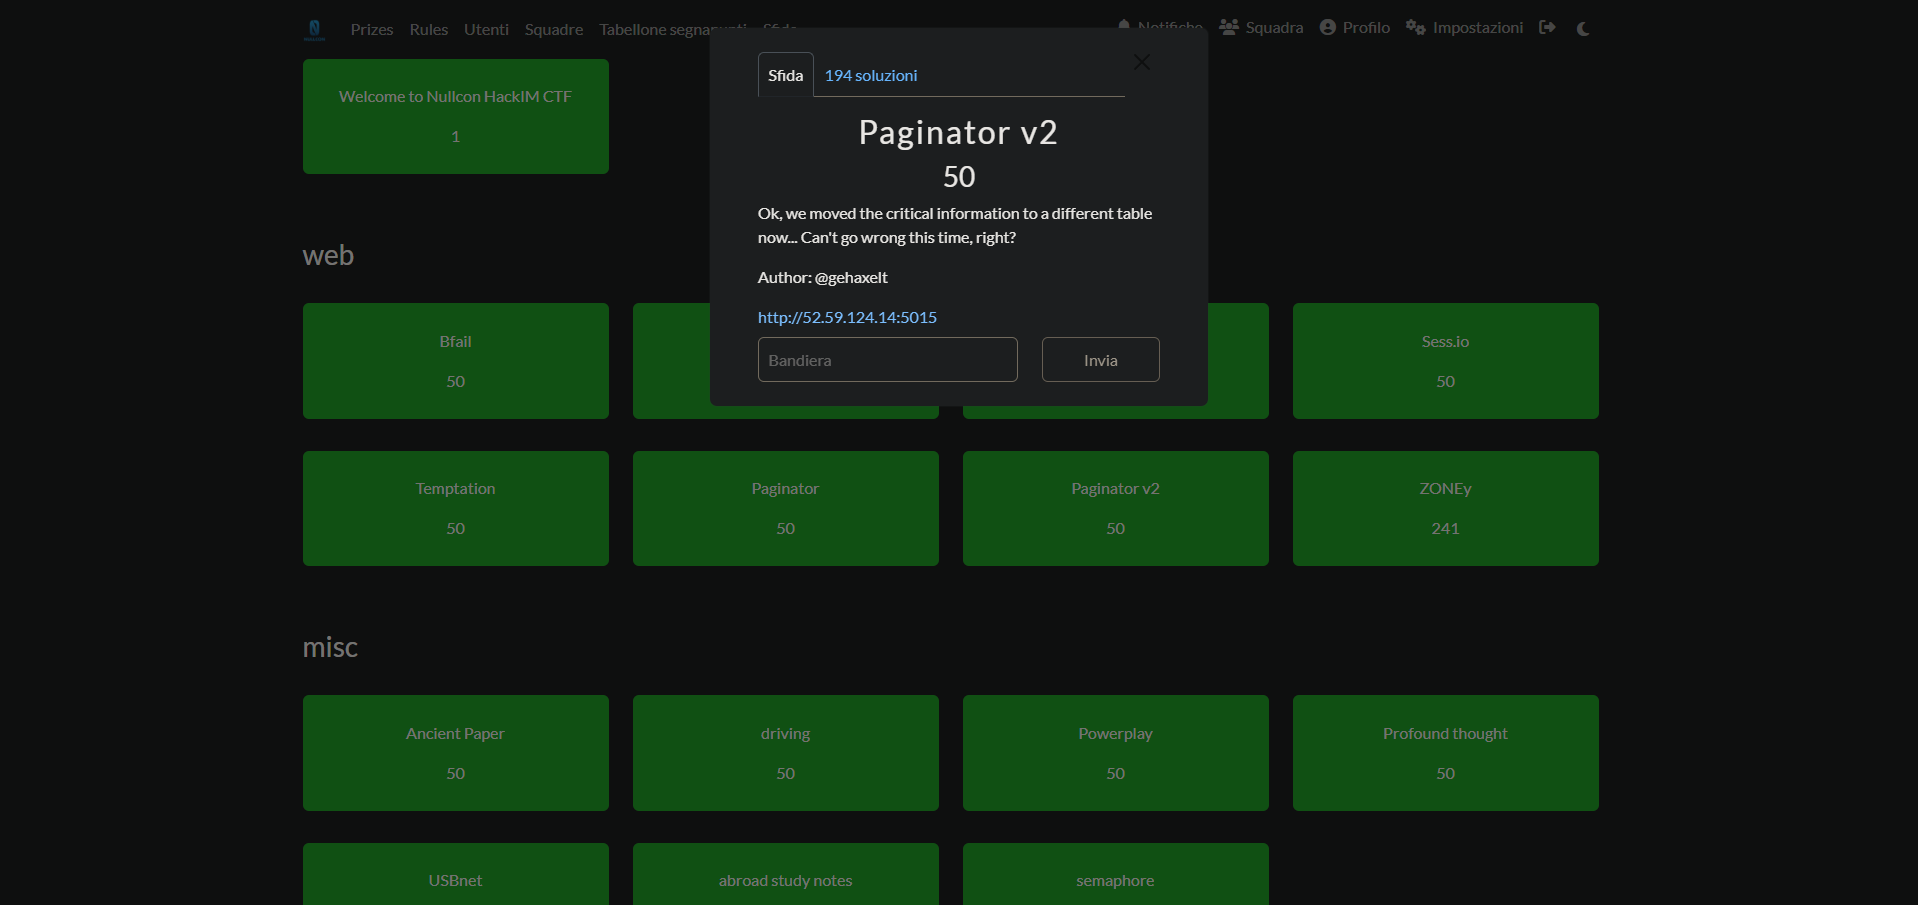 Prizes Rules Utenti Squadre Tabellone segnapunti Sfide Notifiche Squadra Profilo Impostazioni
Sfida 194 soluzioni
Welcome to Nullcon HackIM CTF
1
Paginator v2
50
Ok, we moved the critical information to a different table
now... Can't go wrong this time, right?
Author: @gehaxelt
http://52.59.124.14:5015
Bandiera Invia
web
Bfail Sess.io
50 50
Temptation Paginator Paginator v2 ZONEy
50 50 50 241
misc
Ancient Paper driving Powerplay Profound thought
50 50 50 50
USBnet abroad study notes semaphore